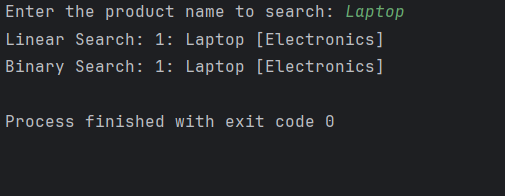 Enter the product name to search: Laptop
Linear Search: 1: Laptop [Electronics]
Binary Search: 1: Laptop [Electronics]
Process finished with exit code 0